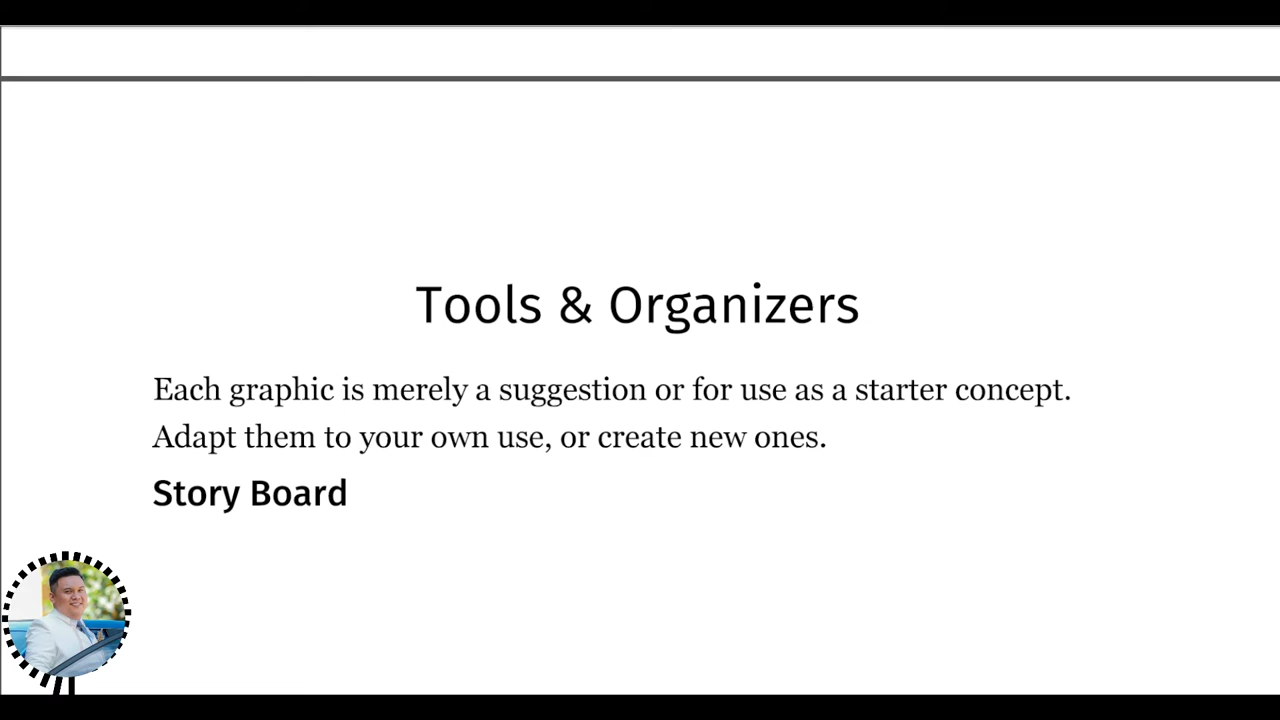 Tools & Organizers
Each graphic is merely a suggestion or for use as a starter concept.
Adapt them to your own use, or create new ones.
Story Board